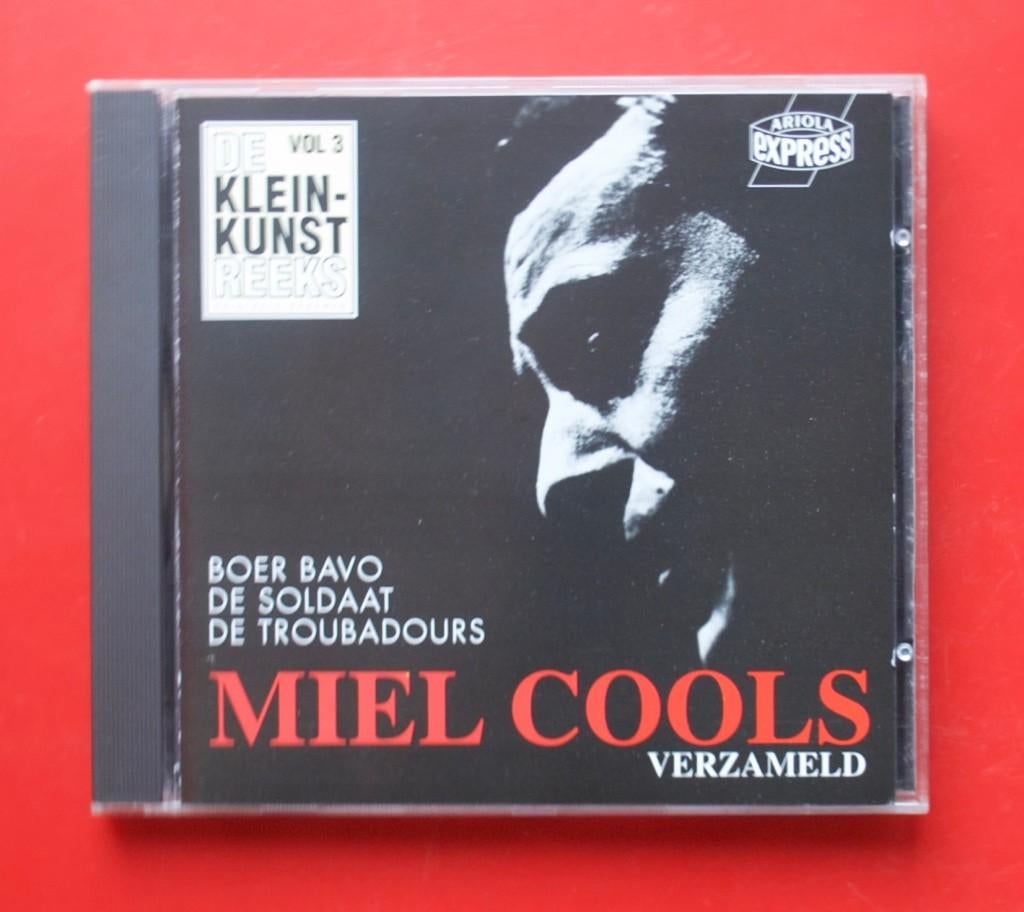 DE VOL 3
KLEIN-
KUNST
REEKS
ARIOLA
EXPRESS
BOER BAVO
DE SOLDAAT
DE TROUBADOURS
MIEL COOLS
VERZAMELD